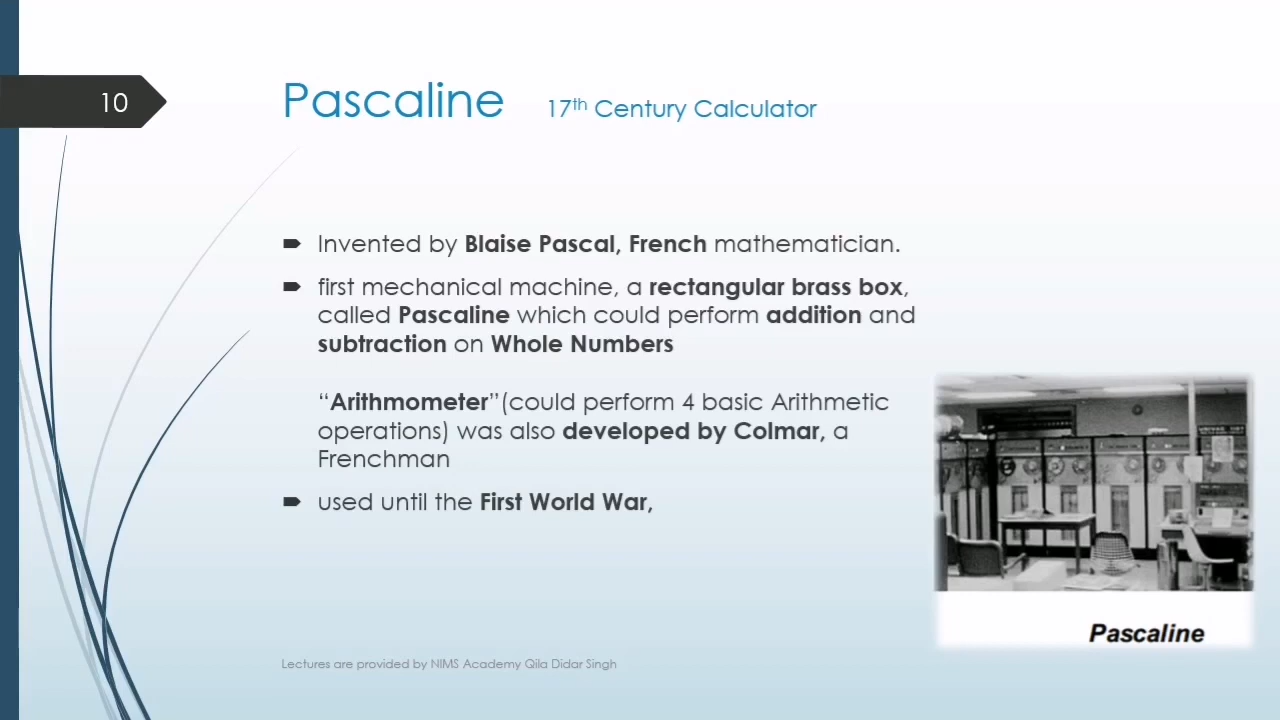 10
Pascaline 17th Century Calculator
Invented by Blaise Pascal, French mathematician.
first mechanical machine, a rectangular brass box,
called Pascaline which could perform addition and
subtraction on Whole Numbers
“Arithmometer”(could perform 4 basic Arithmetic
operations) was also developed by Colmar, a
Frenchman
used until the First World War,
Pascaline
Lectures are provided by NIMS Academy Qila Didar Singh